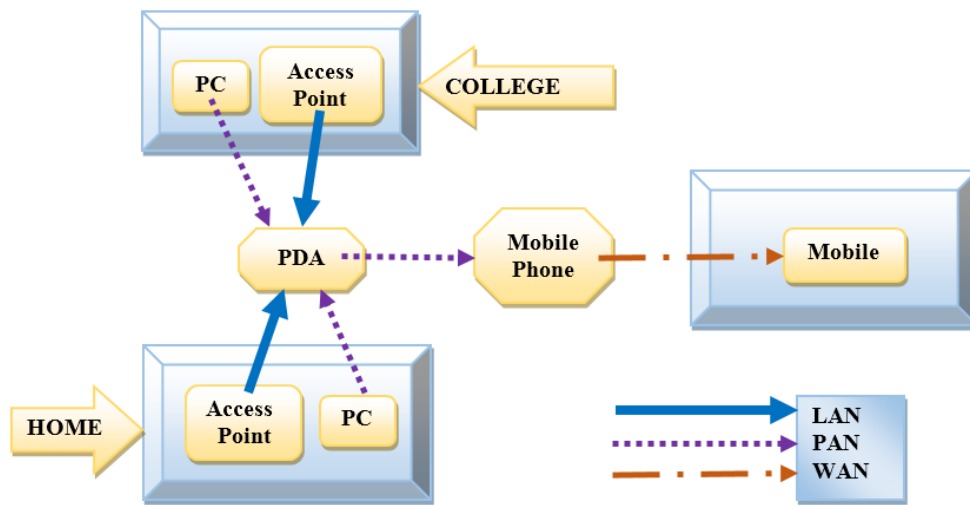 PC
Access
Point
COLLEGE
PDA
Mobile
Phone
Mobile
HOME
Access
Point
PC
LAN
PAN
WAN